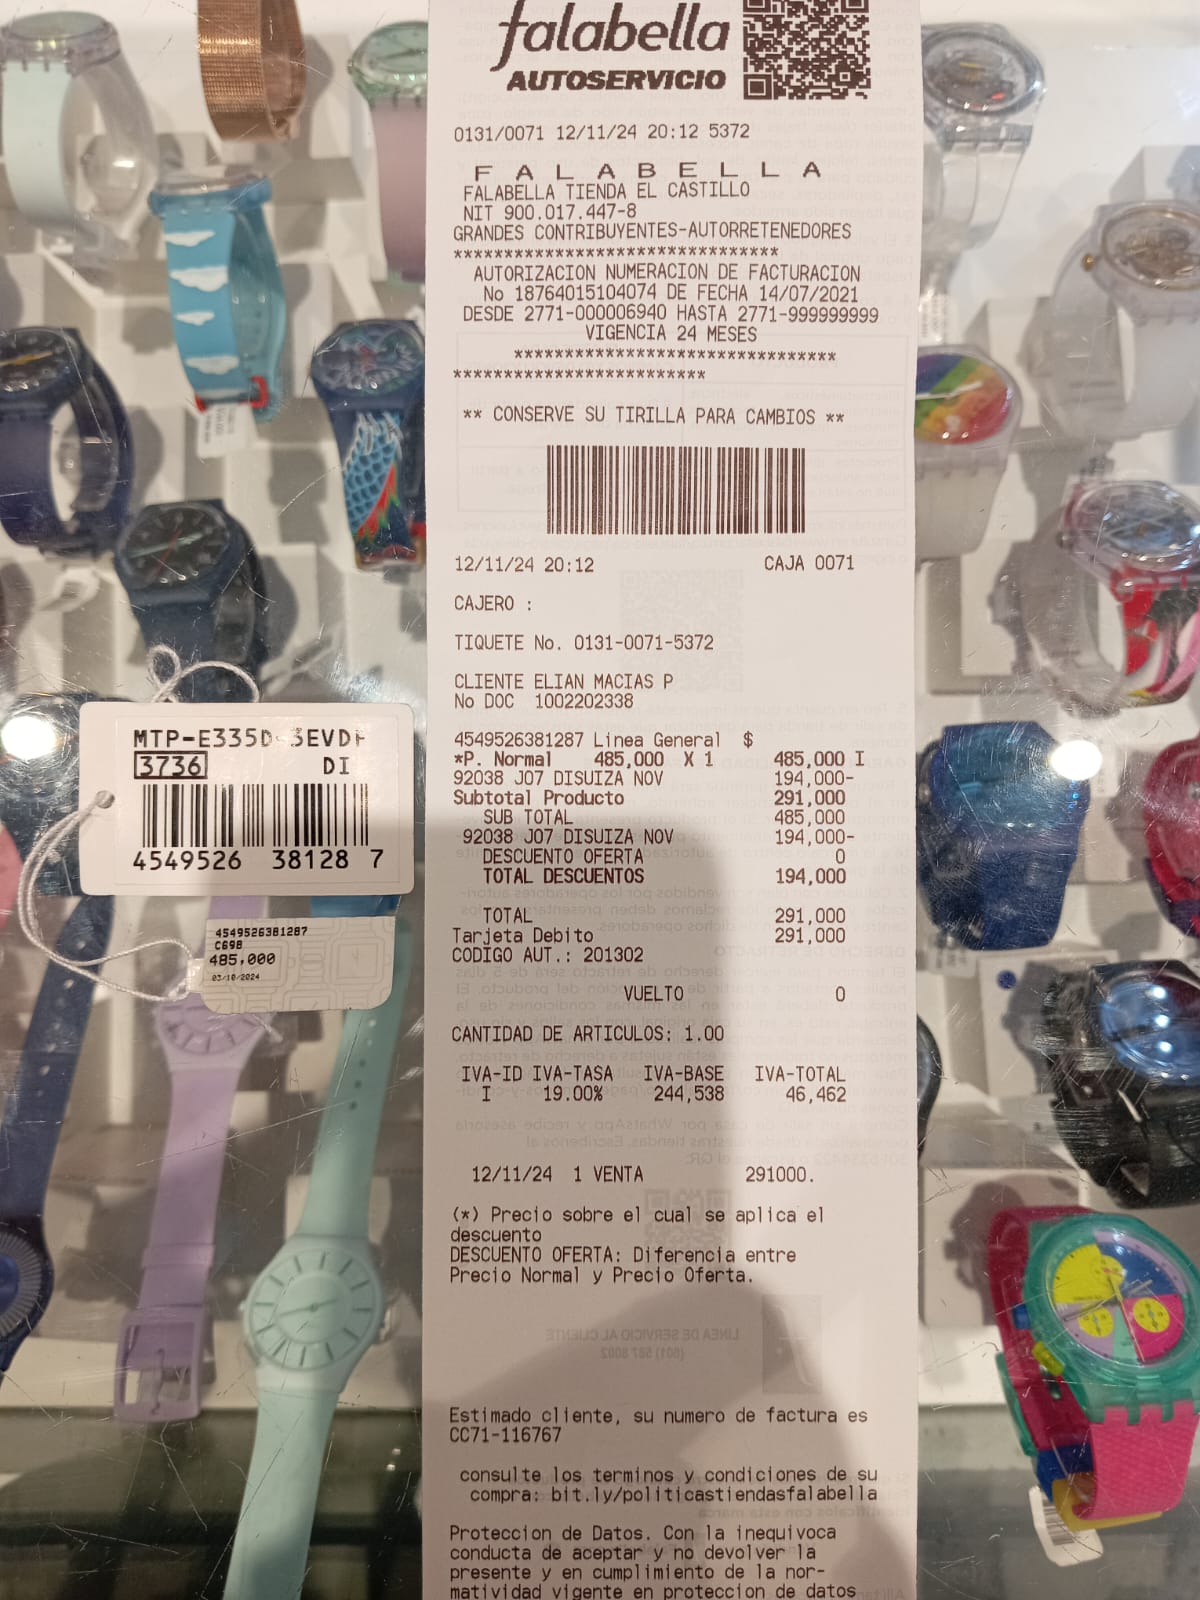 falabella
AUTOSERVICIO
0131/0071 12/11/24 20:12 5372
F A L A B E L L A
FALABELLA TIENDA EL CASTILLO
NIT 900.017.447-8
GRANDES CONTRIBUYENTES-AUTORRETENEDORES
********************************
AUTORIZACION NUMERACION DE FACTURACION
No 18764015104074 DE FECHA 14/07/2021
DESDE 2771-000006940 HASTA 2771-999999999
VIGENCIA 24 MESES
********************************
*************************
** CONSERVE SU TIRILLA PARA CAMBIOS **
12/11/24 20:12 CAJA 0071
CAJERO :
TIQUETE No. 0131-0071-5372
CLIENTE ELIAN MACIAS P
No DOC 1002202338
4549526381287 Linea General $
*P. Normal 485,000 X 1 485,000 I
92038 J07 DISUIZA NOV 194,000-
Subtotal Producto 291,000
SUB TOTAL 485,000
92038 J07 DISUIZA NOV 194,000-
DESCUENTO OFERTA 0
TOTAL DESCUENTOS 194,000
TOTAL 291,000
Tarjeta Debito 291,000
CODIGO AUT.: 201302
VUELTO 0
CANTIDAD DE ARTICULOS: 1.00
IVA-ID IVA-TASA IVA-BASE IVA-TOTAL
I 19.00% 244,538 46,462
12/11/24 1 VENTA 291000.
(*) Precio sobre el cual se aplica el
descuento
DESCUENTO OFERTA: Diferencia entre
Precio Normal y Precio Oferta.
Estimado cliente, su numero de factura es
CC71-116767
consulte los terminos y condiciones de su
compra: bit.ly/politicastiendasfalabella
Proteccion de Datos. Con la inequivoca
conducta de aceptar y no devolver la
presente y en cumplimiento de la nor-
matividad vigente en proteccion de datos
MTP-E335D-3EVDF
3736 DI
4549526 38128 7
4549526381287
C698
485,000
03/10/2024